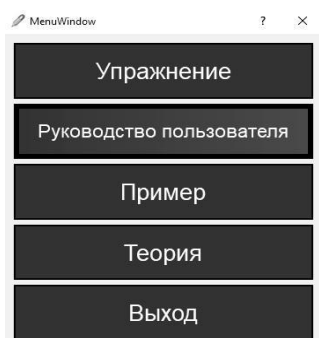 MenuWindow ?
Упражнение
Руководство пользователя
Пример
Теория
Выход